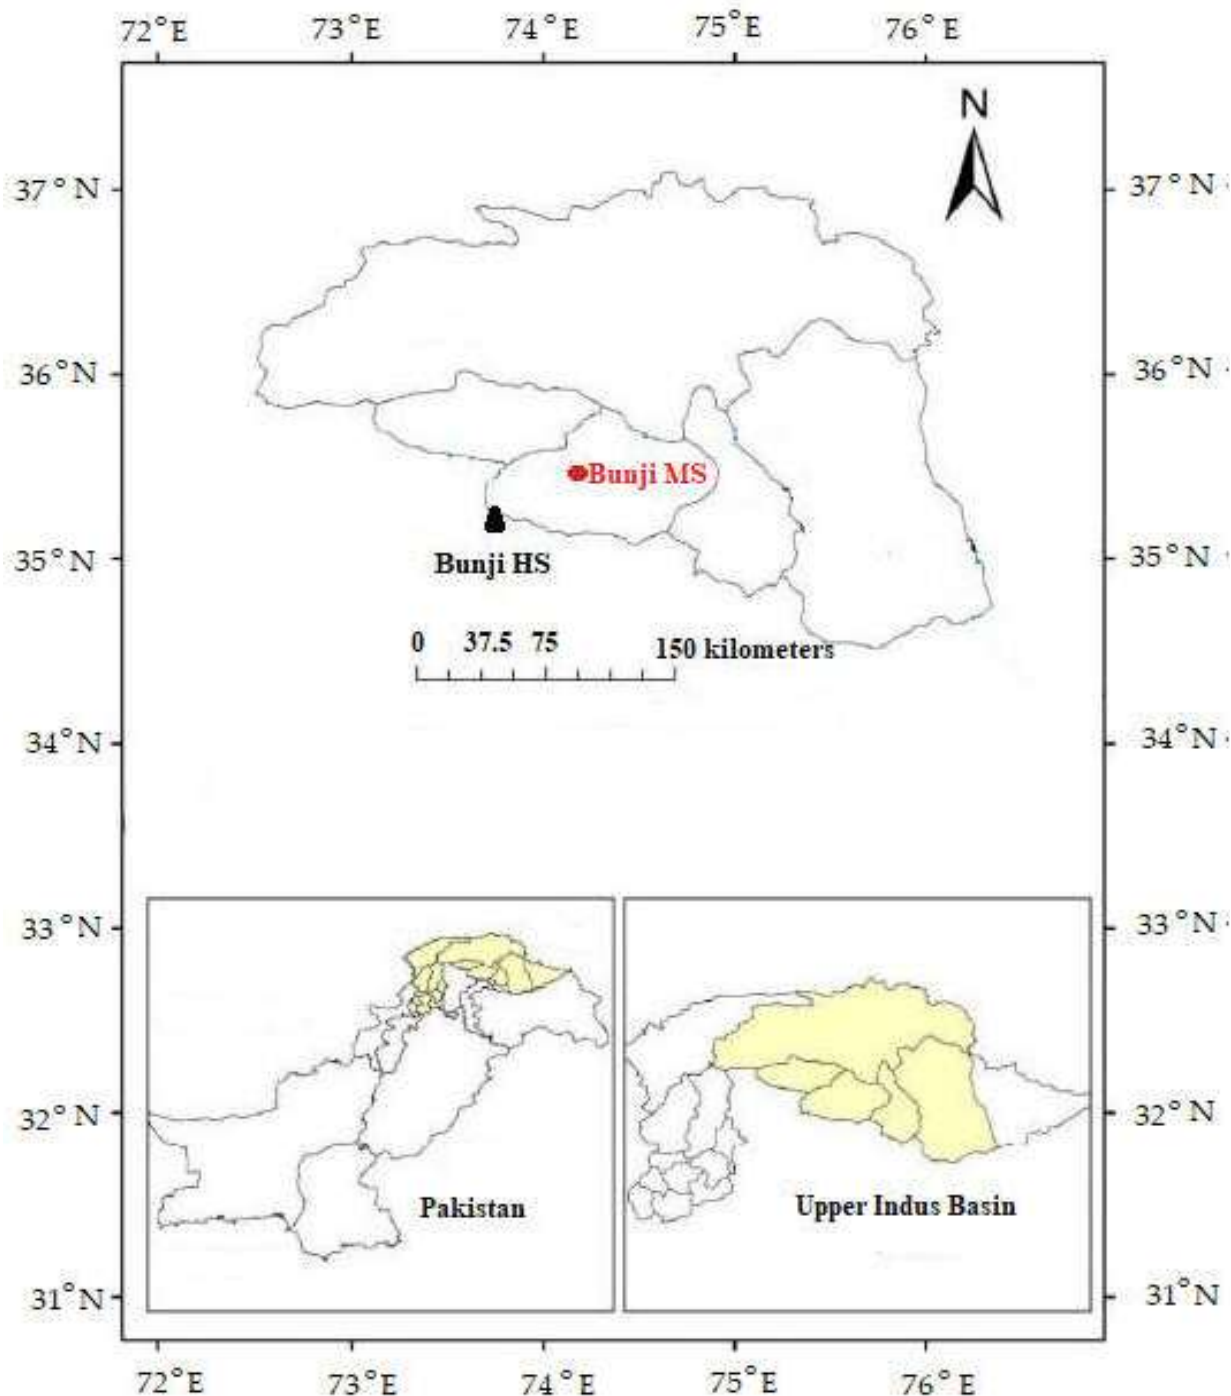 72°E 73°E 74°E 75°E 76°E
N
37°N 37°N
36°N 36°N
Bunji MS
35°N Bunji HS 35°N
0 37.5 75 150 kilometers
34°N 34°N
33°N 33°N
32°N 32°N
Pakistan Upper Indus Basin
31°N 31°N
72°E 73°E 74°E 75°E 76°E